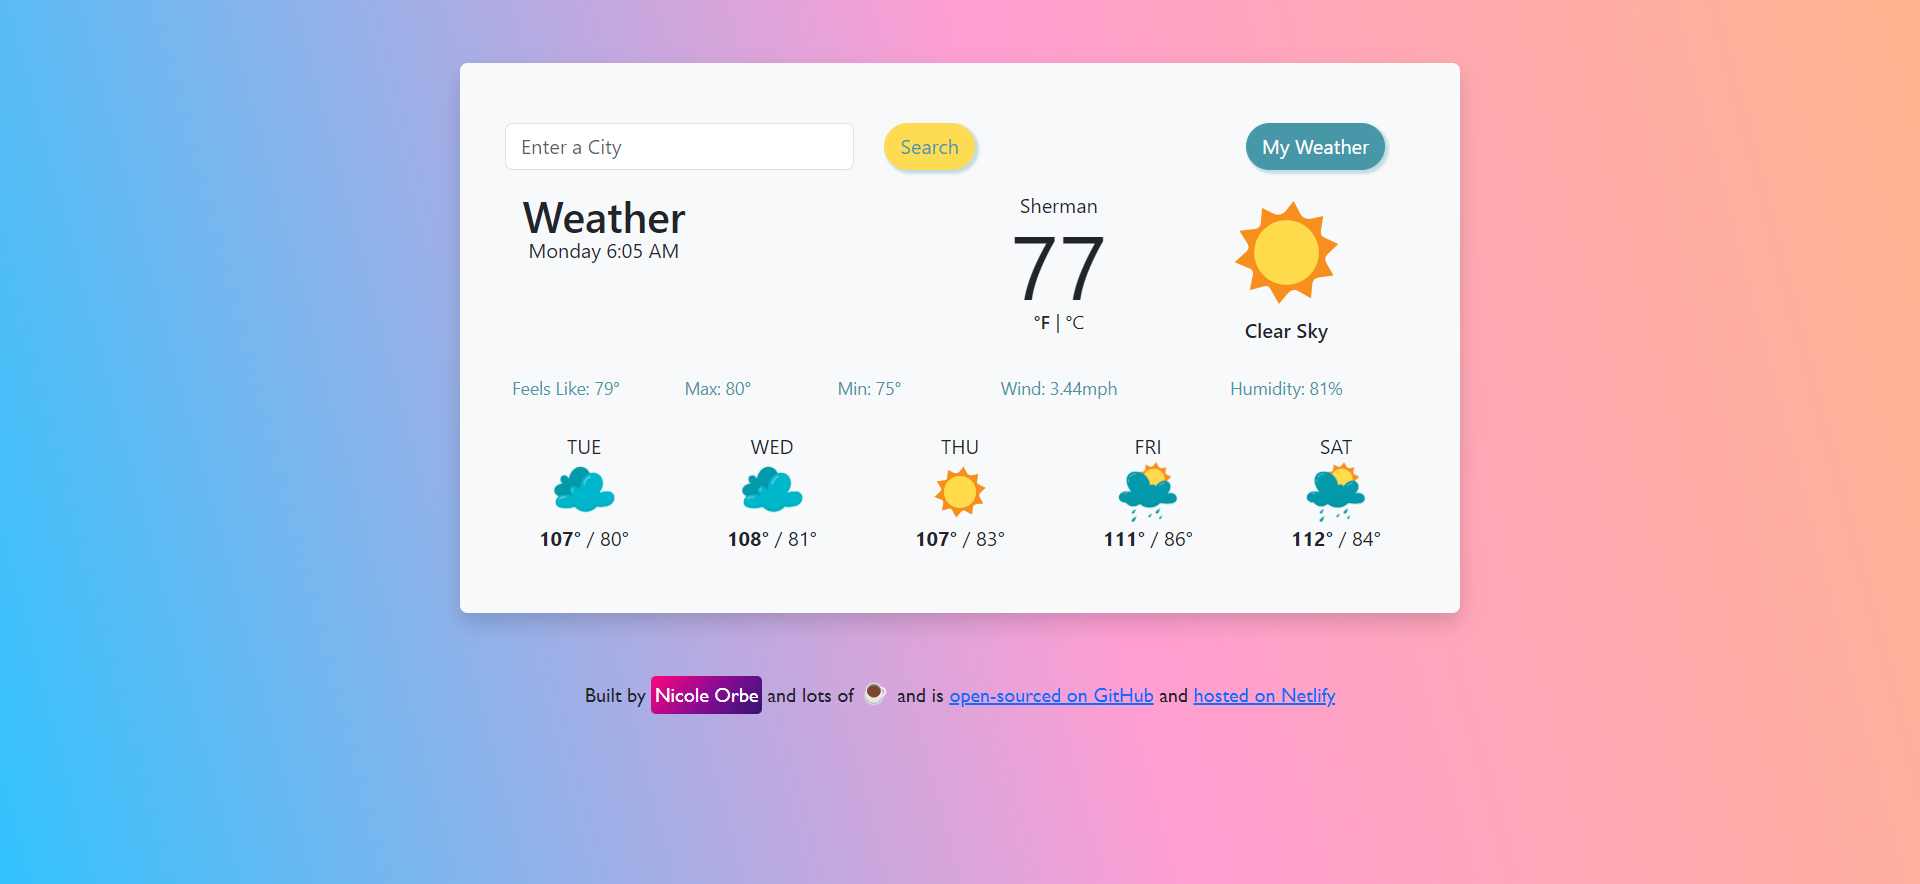 Enter a City
Search
My Weather
Weather
Monday 6:05 AM
Sherman
77
°F | °C
Clear Sky
Feels Like: 79° Max: 80° Min: 75° Wind: 3.44mph Humidity: 81%
TUE WED THU FRI SAT
107° / 80° 108° / 81° 107° / 83° 111° / 86° 112° / 84°
Built by Nicole Orbe and lots of ☕ and is open-sourced on GitHub and hosted on Netlify